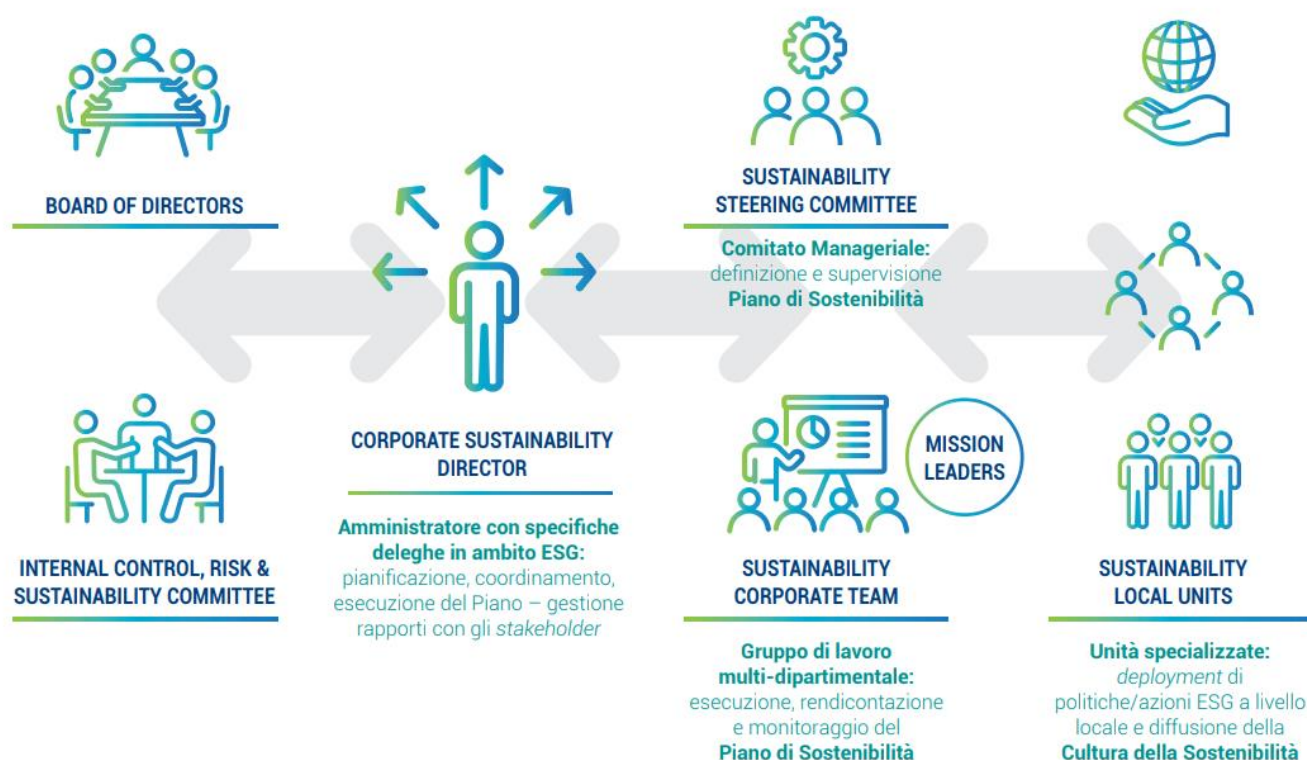 BOARD OF DIRECTORS
INTERNAL CONTROL, RISK &
SUSTAINABILITY COMMITTEE
CORPORATE SUSTAINABILITY
DIRECTOR
Amministratore con specifiche
deleghe in ambito ESG:
pianificazione, coordinamento,
esecuzione del Piano – gestione
rapporti con gli stakeholder
SUSTAINABILITY
STEERING COMMITTEE
Comitato Manageriale:
definizione e supervisione
Piano di Sostenibilità
MISSION
LEADERS
SUSTAINABILITY
CORPORATE TEAM
Gruppo di lavoro
multi-dipartimentale:
esecuzione, rendicontazione
e monitoraggio del
Piano di Sostenibilità
SUSTAINABILITY
LOCAL UNITS
Unità specializzate:
deployment di
politiche/azioni ESG a livello
locale e diffusione della
Cultura della Sostenibilità